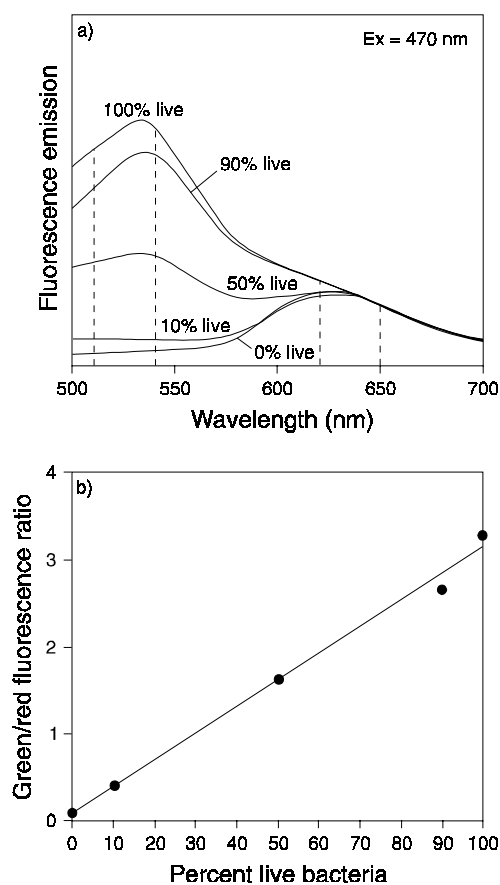 a)
Ex = 470 nm
100% live
90% live
50% live
10% live
0% live
Fluorescence emission
500 550 600 650 700
Wavelength (nm)
b)
4
3
2
1
0
Green/red fluorescence ratio
0 10 20 30 40 50 60 70 80 90 100
Percent live bacteria